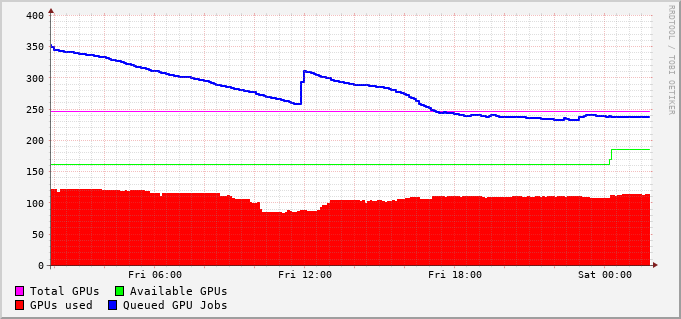 RRDTOOL / TOBI OETIKER
400
350
300
250
200
150
100
50
0
Fri 06:00 Fri 12:00 Fri 18:00 Sat 00:00
Total GPUs Available GPUs
GPUs used Queued GPU Jobs